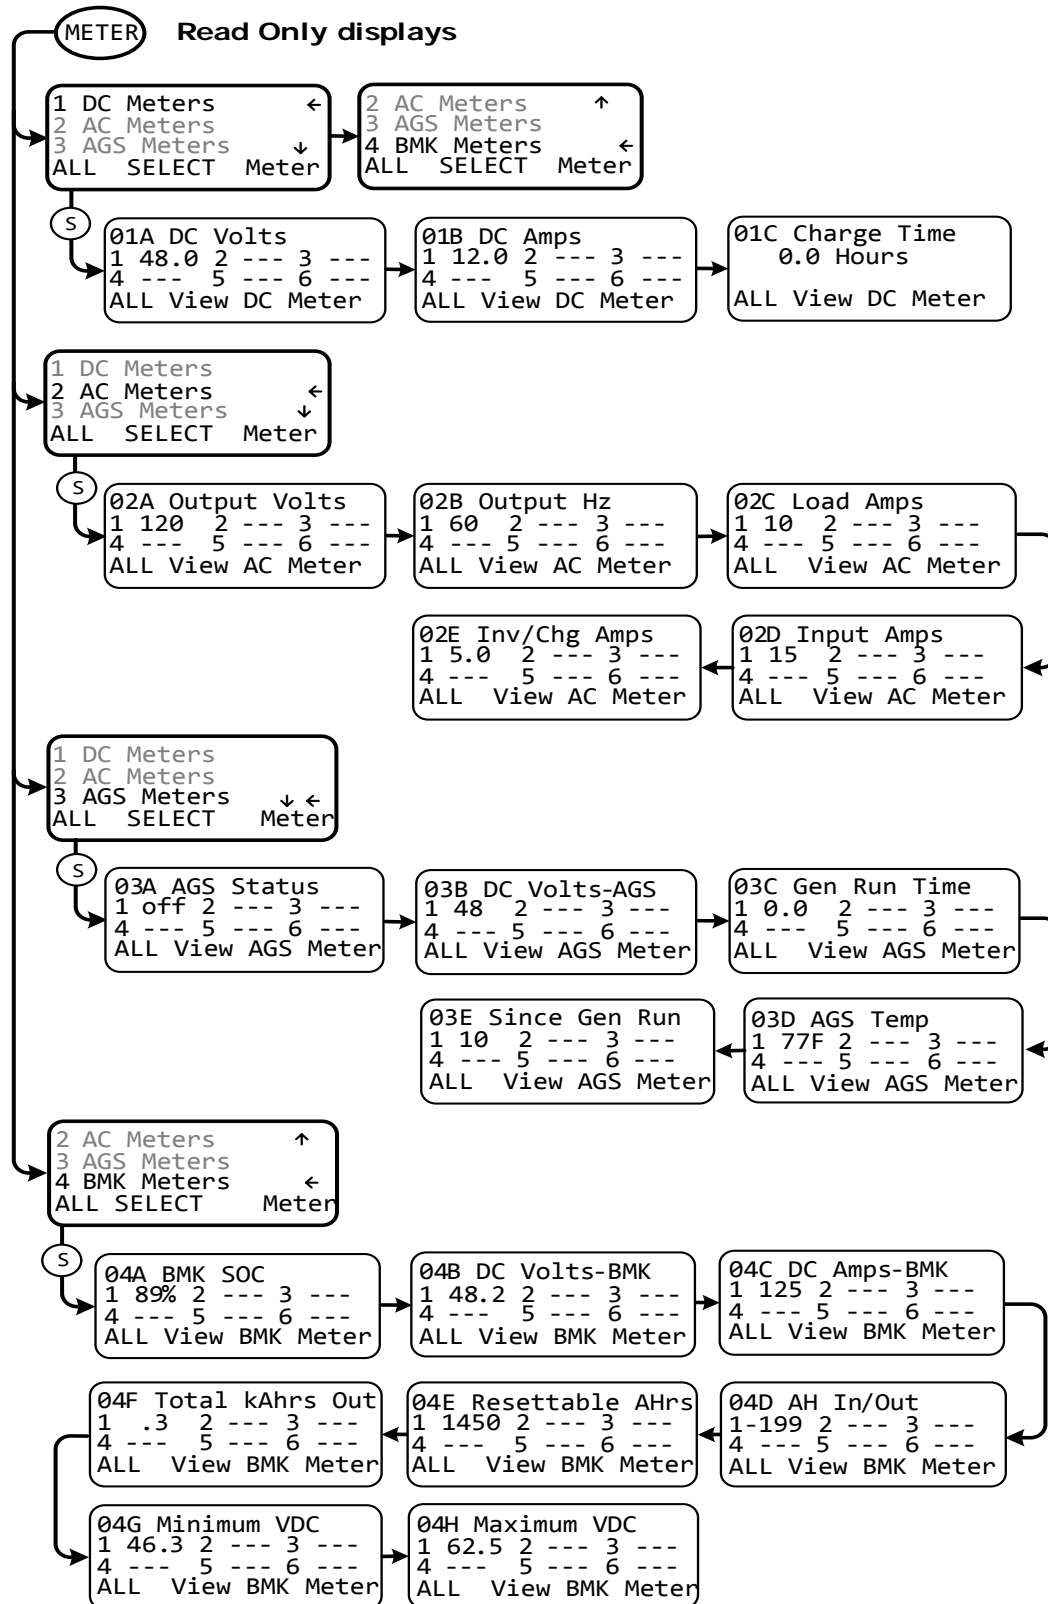 METER Read Only displays
1 DC Meters ←
2 AC Meters
3 AGS Meters ↓
ALL SELECT Meter
2 AC Meters ↑
3 AGS Meters
4 BMK Meters ←
ALL SELECT Meter
S
01A DC Volts
1 48.0 2 --- 3 ---
4 --- 5 --- 6 ---
ALL View DC Meter
01B DC Amps
1 12.0 2 --- 3 ---
4 --- 5 --- 6 ---
ALL View DC Meter
01C Charge Time
0.0 Hours
ALL View DC Meter
1 DC Meters
2 AC Meters ←
3 AGS Meters ↓
ALL SELECT Meter
S
02A Output Volts
1 120 2 --- 3 ---
4 --- 5 --- 6 ---
ALL View AC Meter
02B Output Hz
1 60 2 --- 3 ---
4 --- 5 --- 6 ---
ALL View AC Meter
02C Load Amps
1 10 2 --- 3 ---
4 --- 5 --- 6 ---
ALL View AC Meter
02D Input Amps
1 15 2 --- 3 ---
4 --- 5 --- 6 ---
ALL View AC Meter
02E Inv/Chg Amps
1 5.0 2 --- 3 ---
4 --- 5 --- 6 ---
ALL View AC Meter
1 DC Meters
2 AC Meters
3 AGS Meters ↓ ←
ALL SELECT Meter
S
03A AGS Status
1 off 2 --- 3 ---
4 --- 5 --- 6 ---
ALL View AGS Meter
03B DC Volts-AGS
1 48 2 --- 3 ---
4 --- 5 --- 6 ---
ALL View AGS Meter
03C Gen Run Time
1 0.0 2 --- 3 ---
4 --- 5 --- 6 ---
ALL View AGS Meter
03D AGS Temp
1 77F 2 --- 3 ---
4 --- 5 --- 6 ---
ALL View AGS Meter
03E Since Gen Run
1 10 2 --- 3 ---
4 --- 5 --- 6 ---
ALL View AGS Meter
2 AC Meters ↑
3 AGS Meters
4 BMK Meters ←
ALL SELECT Meter
S
04A BMK SOC
1 89% 2 --- 3 ---
4 --- 5 --- 6 ---
ALL View BMK Meter
04B DC Volts-BMK
1 48.2 2 --- 3 ---
4 --- 5 --- 6 ---
ALL View BMK Meter
04C DC Amps-BMK
1 125 2 --- 3 ---
4 --- 5 --- 6 ---
ALL View BMK Meter
04D AH In/Out
1-199 2 --- 3 ---
4 --- 5 --- 6 ---
ALL View BMK Meter
04E Resettable AHrs
1 1450 2 --- 3 ---
4 --- 5 --- 6 ---
ALL View BMK Meter
04F Total kAhrs Out
1 .3 2 --- 3 ---
4 --- 5 --- 6 ---
ALL View BMK Meter
04G Minimum VDC
1 46.3 2 --- 3 ---
4 --- 5 --- 6 ---
ALL View BMK Meter
04H Maximum VDC
1 62.5 2 --- 3 ---
4 --- 5 --- 6 ---
ALL View BMK Meter